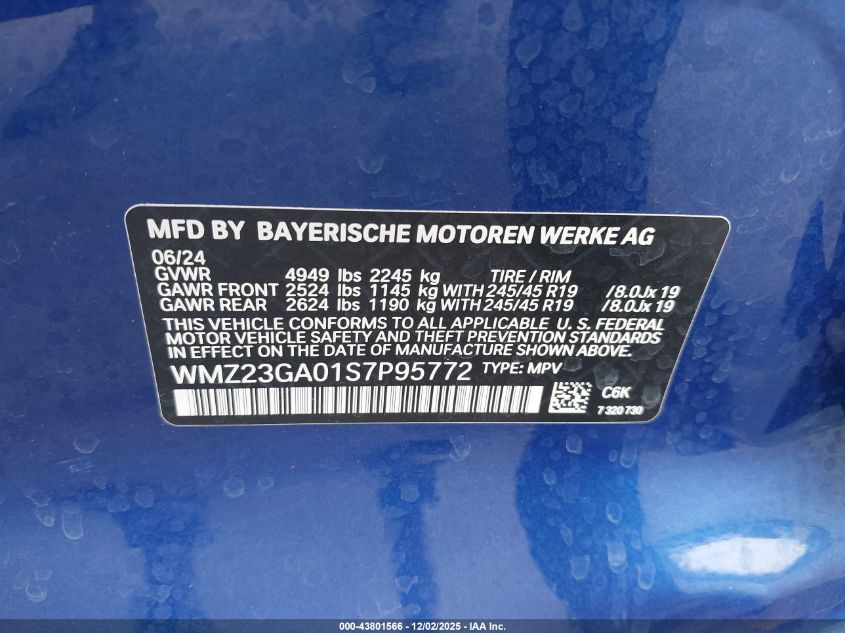 MFD BY BAYERISCHE MOTOREN WERKE AG
06/24
GVWR 4949 lbs 2245 kg TIRE / RIM
GAWR FRONT 2524 lbs 1145 kg WITH 245/45 R19 /8.0Jx 19
GAWR REAR 2624 lbs 1190 kg WITH 245/45 R19 /8.0Jx 19
THIS VEHICLE CONFORMS TO ALL APPLICABLE U. S. FEDERAL
MOTOR VEHICLE SAFETY AND THEFT PREVENTION STANDARDS
IN EFFECT ON THE DATE OF MANUFACTURE SHOWN ABOVE.
WMZ23GA01S7P95772 TYPE: MPV
C6K
7 320 730
000-43801566 - 12/02/2025 - IAA Inc.